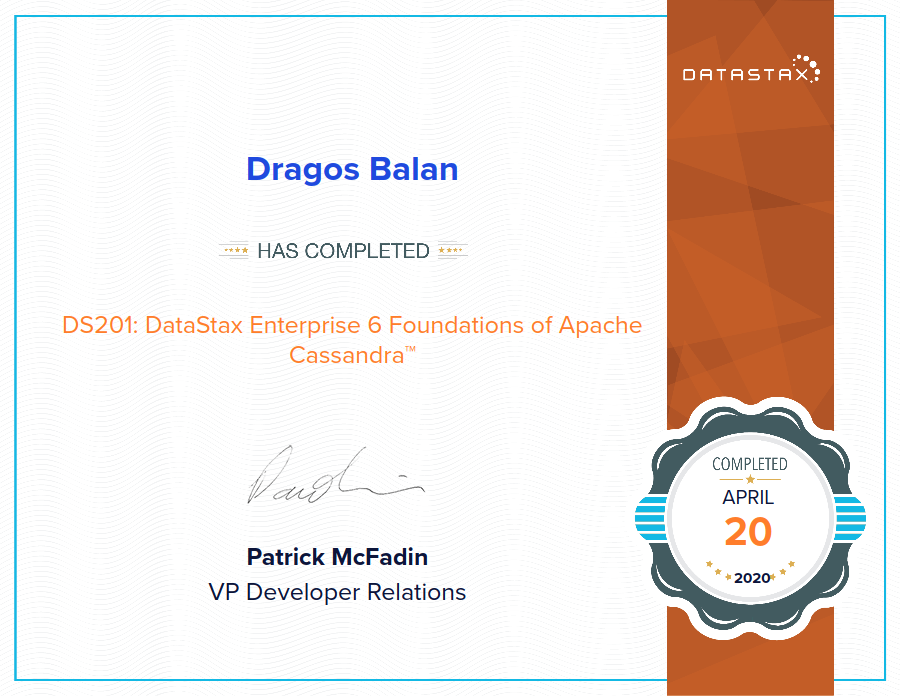 DATASTAX
Dragos Balan
HAS COMPLETED
DS201: DataStax Enterprise 6 Foundations of Apache
Cassandra™
Patrick McFadin
VP Developer Relations
COMPLETED
APRIL
20
2020